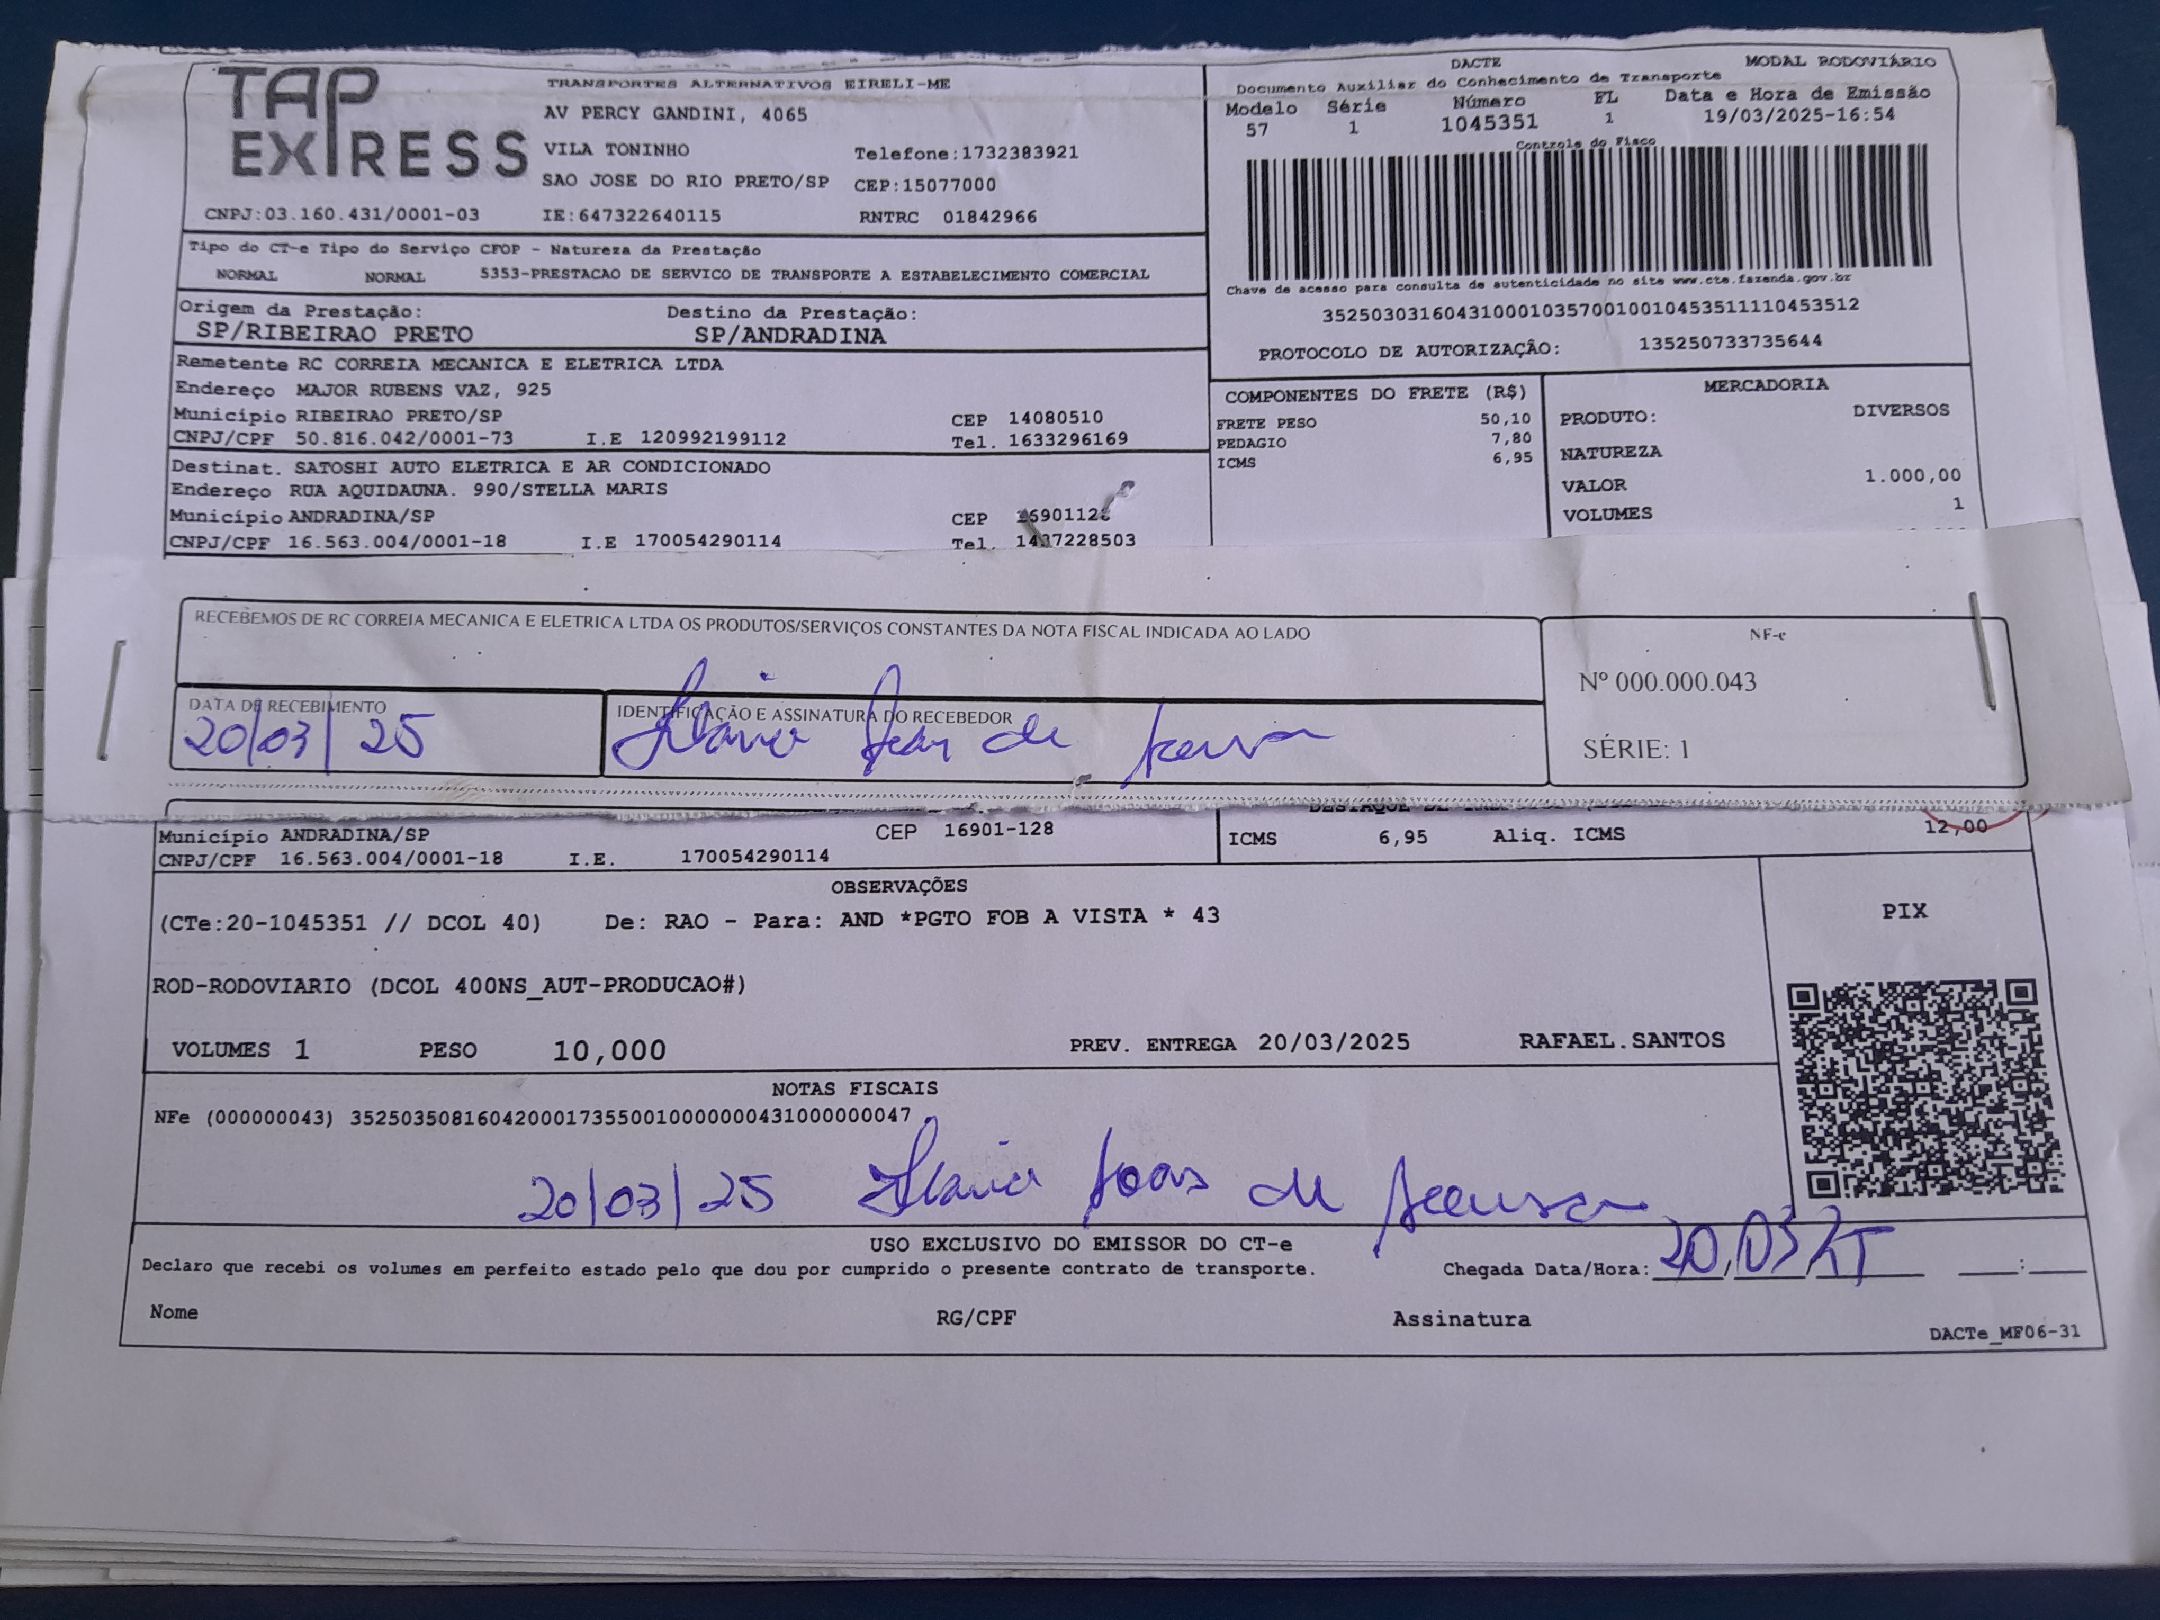 TAP EXPRESS
TRANSPORTES ALTERNATIVOS EIRELI-ME
AV PERCY GANDINI, 4065
VILA TONINHO Telefone:1732383921
SAO JOSE DO RIO PRETO/SP CEP:15077000
CNPJ:03.160.431/0001-03 IE:647322640115 RNTRC 01842966
DACTE MODAL RODOVIÁRIO
Documento Auxiliar do Conhecimento de Transporte
Modelo Série Número FL Data e Hora de Emissão
57 1 1045351 1 19/03/2025-16:54
Controle do Fisco
Chave de acesso para consulta de autenticidade no site www.cte.fazenda.gov.br
35250303160431000103570010010453511110453512
PROTOCOLO DE AUTORIZAÇÃO: 135250733735644
Tipo do CT-e Tipo do Serviço CFOP - Natureza da Prestação
NORMAL NORMAL 5353-PRESTACAO DE SERVICO DE TRANSPORTE A ESTABELECIMENTO COMERCIAL
Origem da Prestação: Destino da Prestação:
SP/RIBEIRAO PRETO SP/ANDRADINA
Remetente RC CORREIA MECANICA E ELETRICA LTDA
Endereço MAJOR RUBENS VAZ, 925
Município RIBEIRAO PRETO/SP CEP 14080510
CNPJ/CPF 50.816.042/0001-73 I.E 120992199112 Tel. 1633296169
Destinat. SATOSHI AUTO ELETRICA E AR CONDICIONADO
Endereço RUA AQUIDAUNA. 990/STELLA MARIS
Município ANDRADINA/SP CEP 16901128
CNPJ/CPF 16.563.004/0001-18 I.E 170054290114 Tel. 1437228503
COMPONENTES DO FRETE (R$)
FRETE PESO 50,10
PEDAGIO 7,80
ICMS 6,95
MERCADORIA
PRODUTO: DIVERSOS
NATUREZA
VALOR 1.000,00
VOLUMES 1
RECEBEMOS DE RC CORREIA MECANICA E ELETRICA LTDA OS PRODUTOS/SERVIÇOS CONSTANTES DA NOTA FISCAL INDICADA AO LADO
DATA DE RECEBIMENTO
20/03/25
IDENTIFICAÇÃO E ASSINATURA DO RECEBEDOR
de
NF-e
Nº 000.000.043
SÉRIE: 1
Município ANDRADINA/SP CEP 16901-128
CNPJ/CPF 16.563.004/0001-18 I.E. 170054290114
ICMS 6,95 Aliq. ICMS 12,00
OBSERVAÇÕES
(CTe:20-1045351 // DCOL 40) De: RAO - Para: AND *PGTO FOB A VISTA * 43
ROD-RODOVIARIO (DCOL 400NS_AUT-PRODUCAO#)
VOLUMES 1 PESO 10,000 PREV. ENTREGA 20/03/2025 RAFAEL.SANTOS
PIX
NOTAS FISCAIS
NFe (000000043) 35250350816042000173550010000000431000000047
20/03/25 de
USO EXCLUSIVO DO EMISSOR DO CT-e
Declaro que recebi os volumes em perfeito estado pelo que dou por cumprido o presente contrato de transporte. Chegada Data/Hora: 20,03 :
Nome RG/CPF Assinatura
DACTe_MF06-31